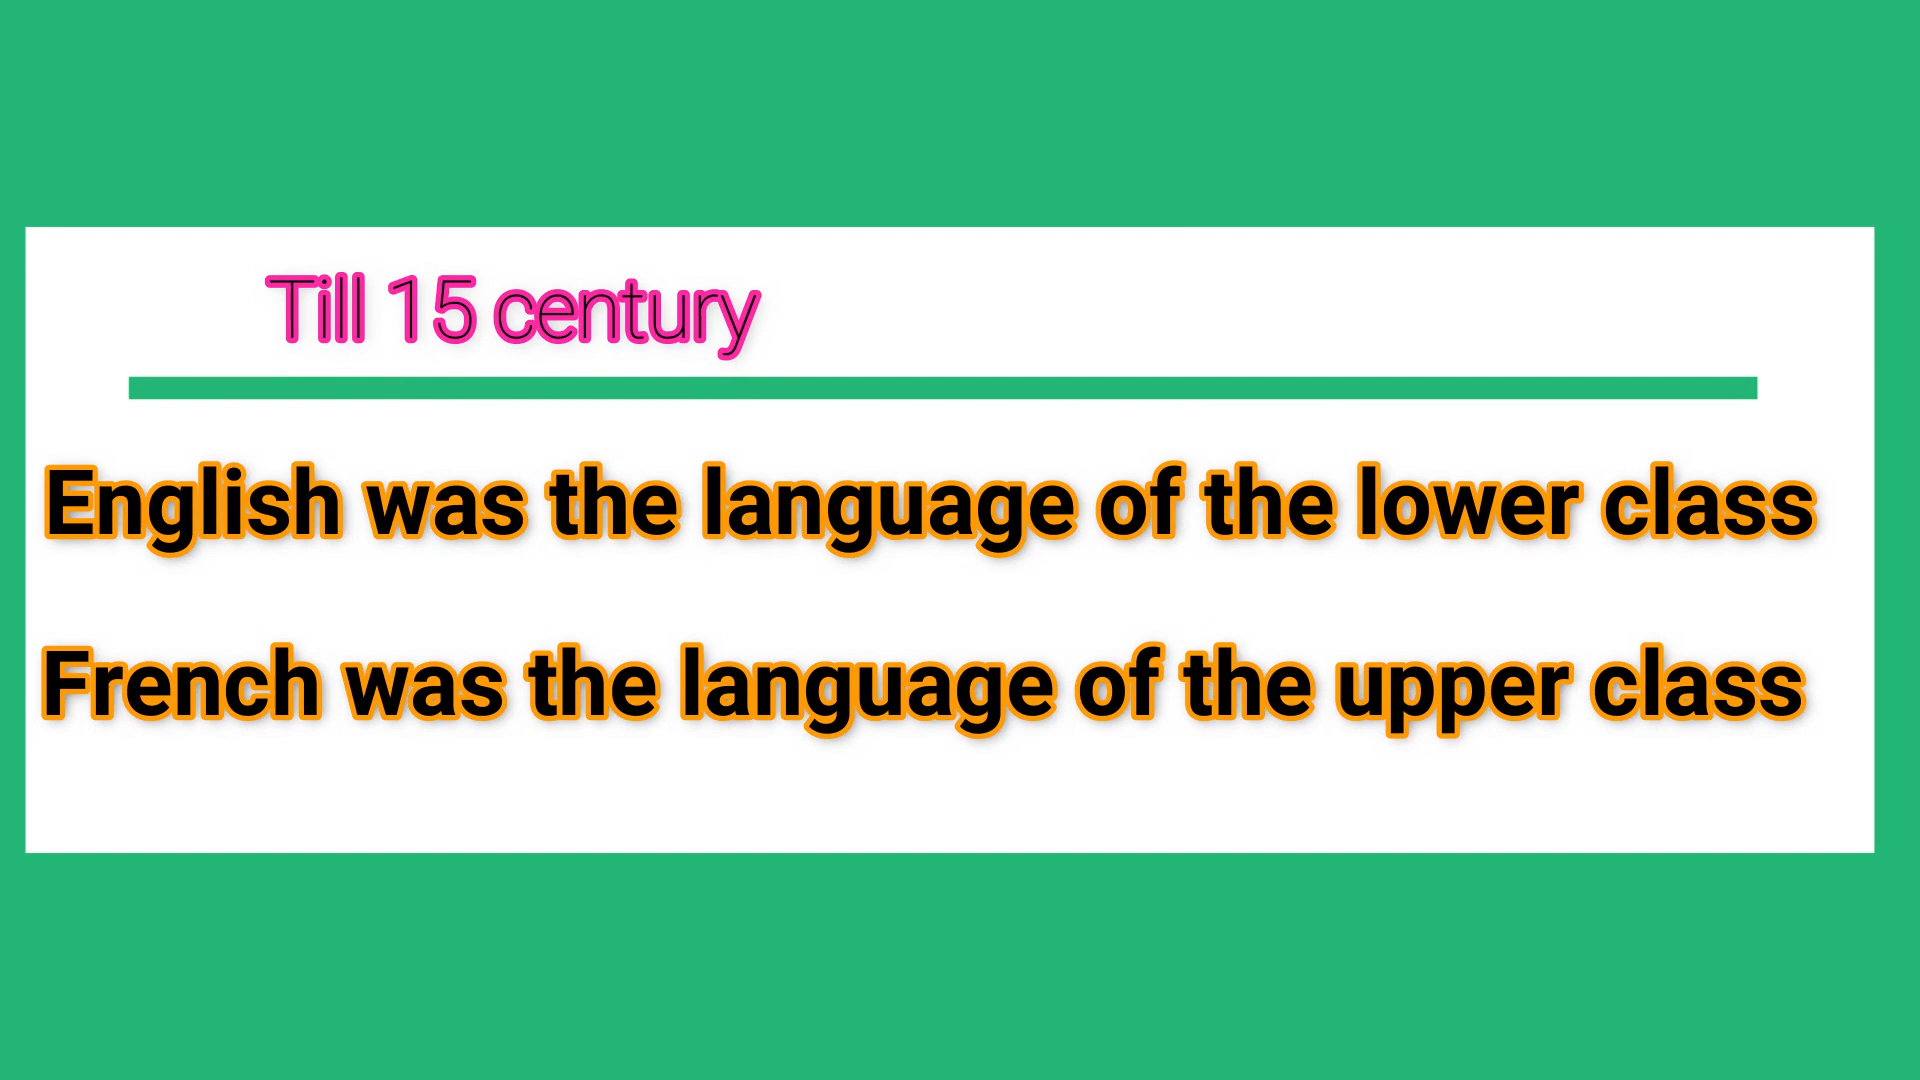 Till 15 century
English was the language of the lower class
French was the language of the upper class